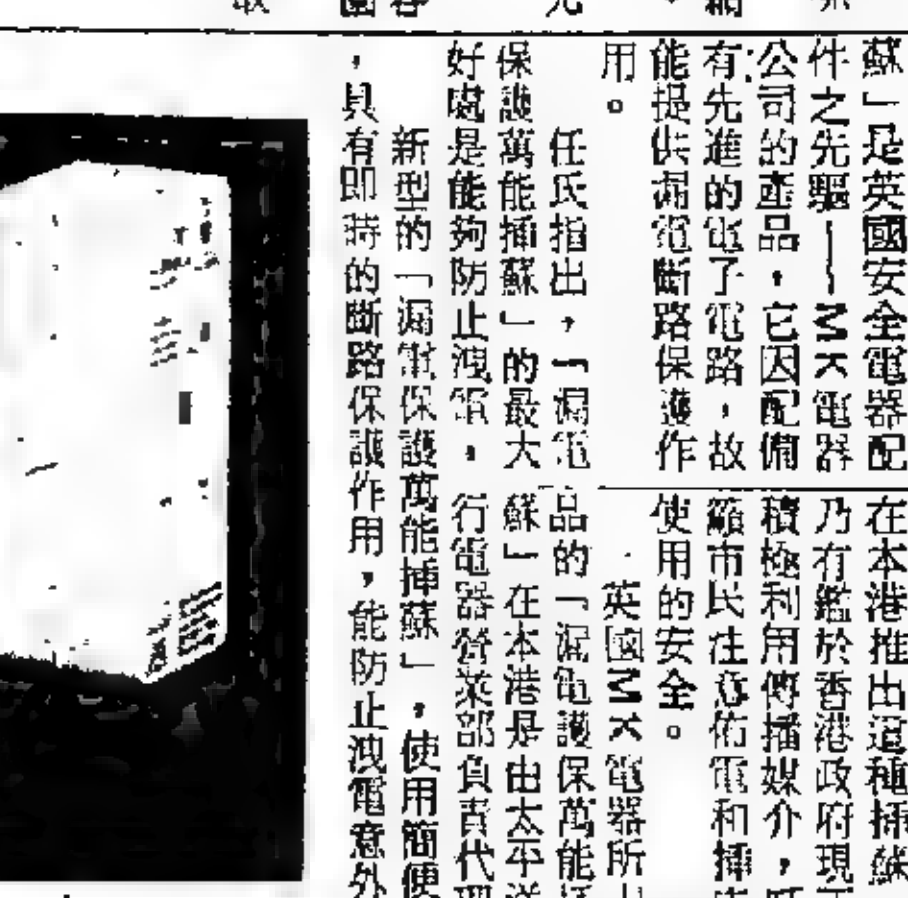 蘇」是英國安全電器配
件之先驅——MK電器
公司的產品，它因配備
有先進的電子電路，故
能提供漏電斷路保護作
用。
任氏指出，「漏電
保護萬能插蘇」的最大
好處是能夠防止洩電，
在本港推出這種插蘇
乃有鑑於香港政府現正
積極利用傳播媒介，呼
籲市民注意佑電和插
使用的安全。
英國MK電器所
品的「漏電護保萬能
蘇」在本港是由太平洋
行電器營業部負責代理
新型的「漏電保護萬能挿蘇」，使用簡便
，具有即時的斷路保護作用，能防止洩電意外